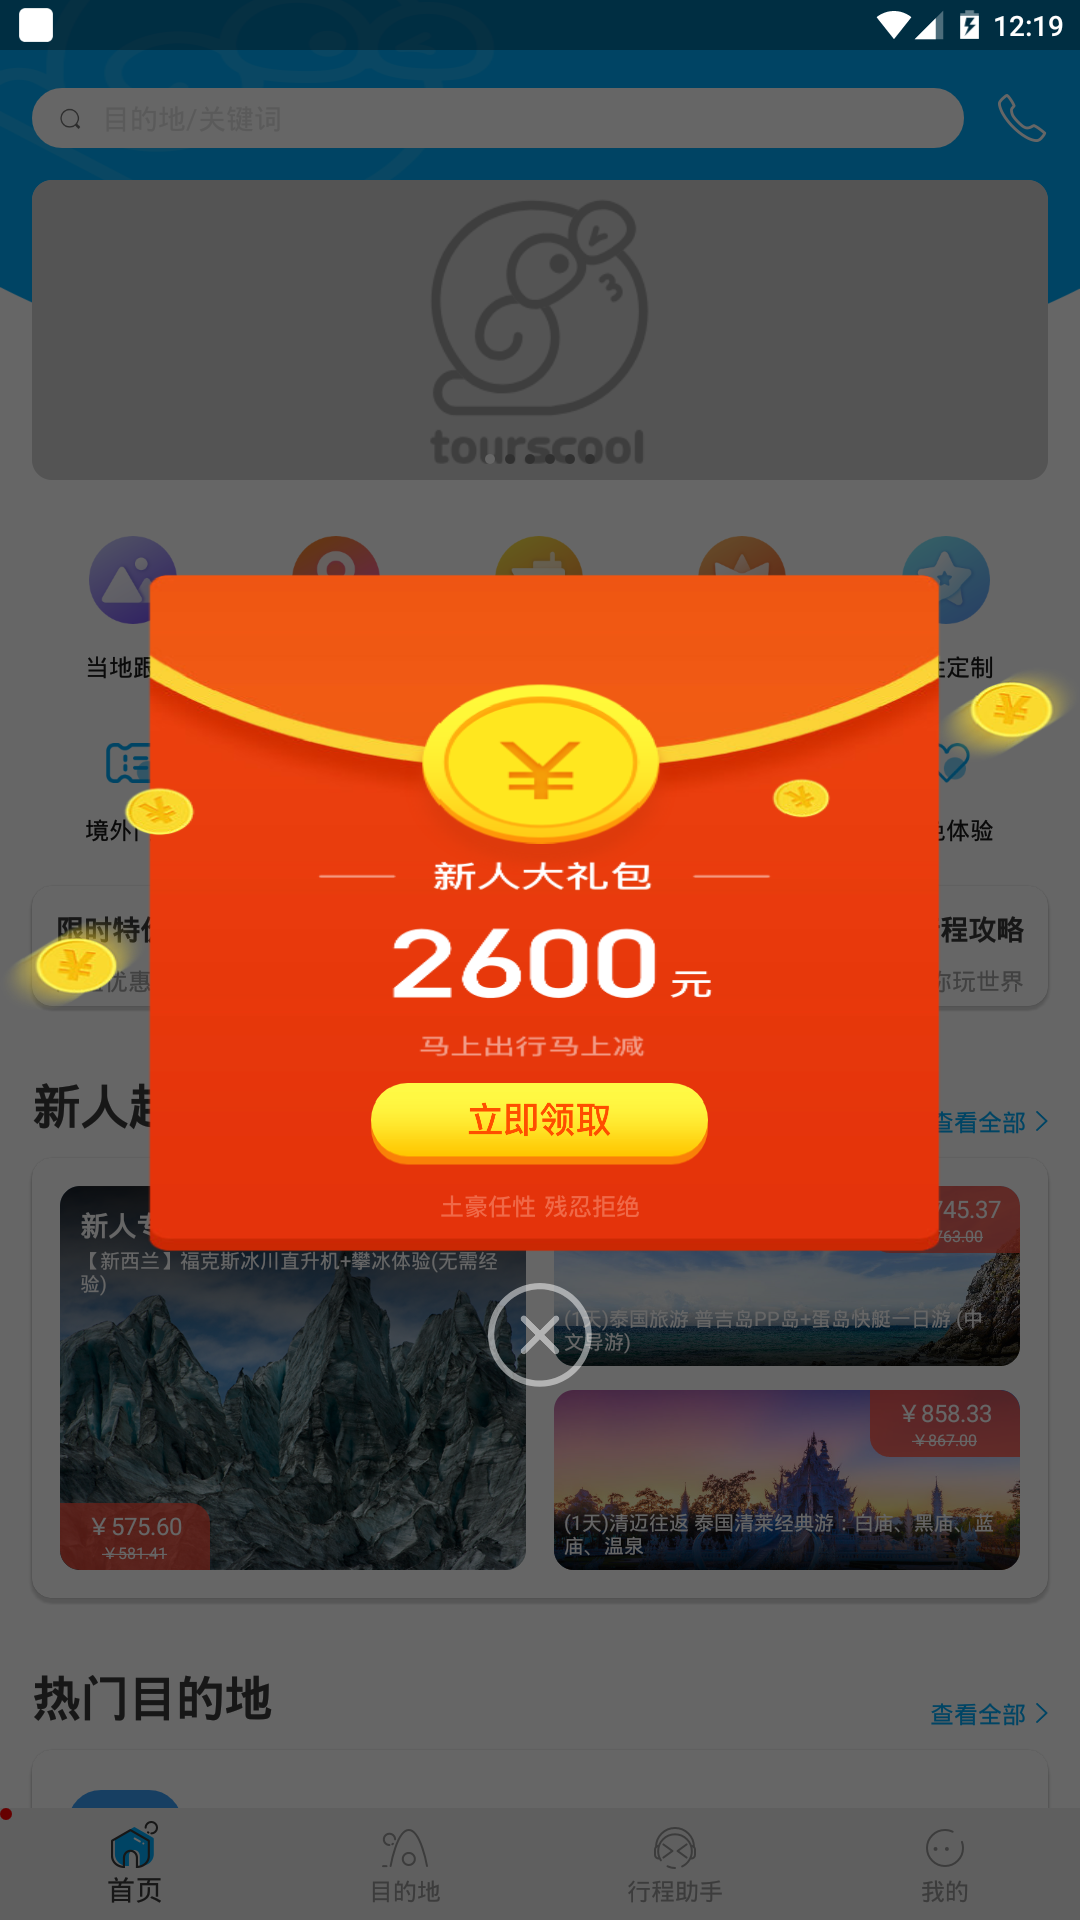 12:19
目的地/关键词
tourscool
当地跟
定制
境外
体验
限时特
程攻略
优惠
你玩世界
新人大礼包
2600元
马上出行马上减
立即领取
土豪任性 残忍拒绝
新人
查看全部
新人专
【新西兰】福克斯冰川直升机+攀冰体验(无需经
验)
¥575.60
¥581.41
745.37
763.00
(1天)泰国旅游 普吉岛PP岛+蛋岛快艇一日游 (中
文导游)
¥858.33
¥867.00
(1天)清迈往返 泰国清莱经典游：白庙、黑庙、蓝
庙、温泉
热门目的地
查看全部
首页
目的地
行程助手
我的